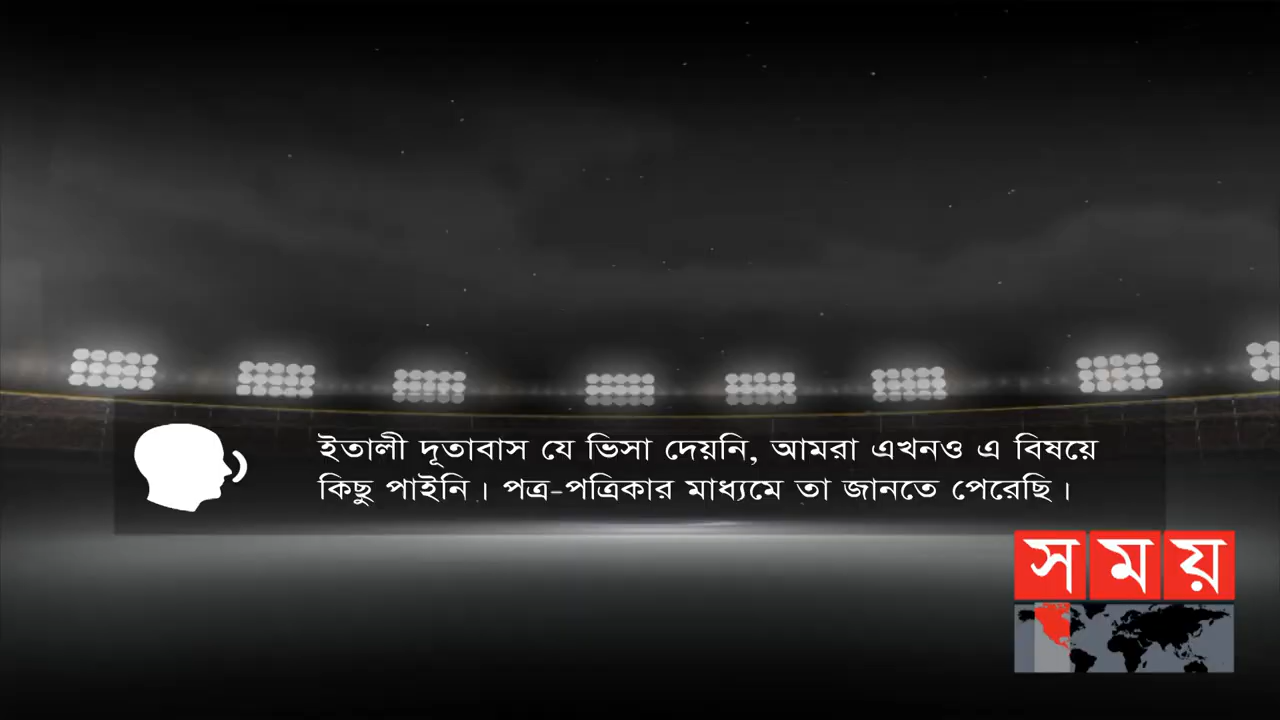 ইতালী দূতাবাস যে ভিসা দেয়নি, আমরা এখনও এ বিষয়ে
কিছু পাইনি। পত্র-পত্রিকার মাধ্যমে তা জানতে পেরেছি।
সময়